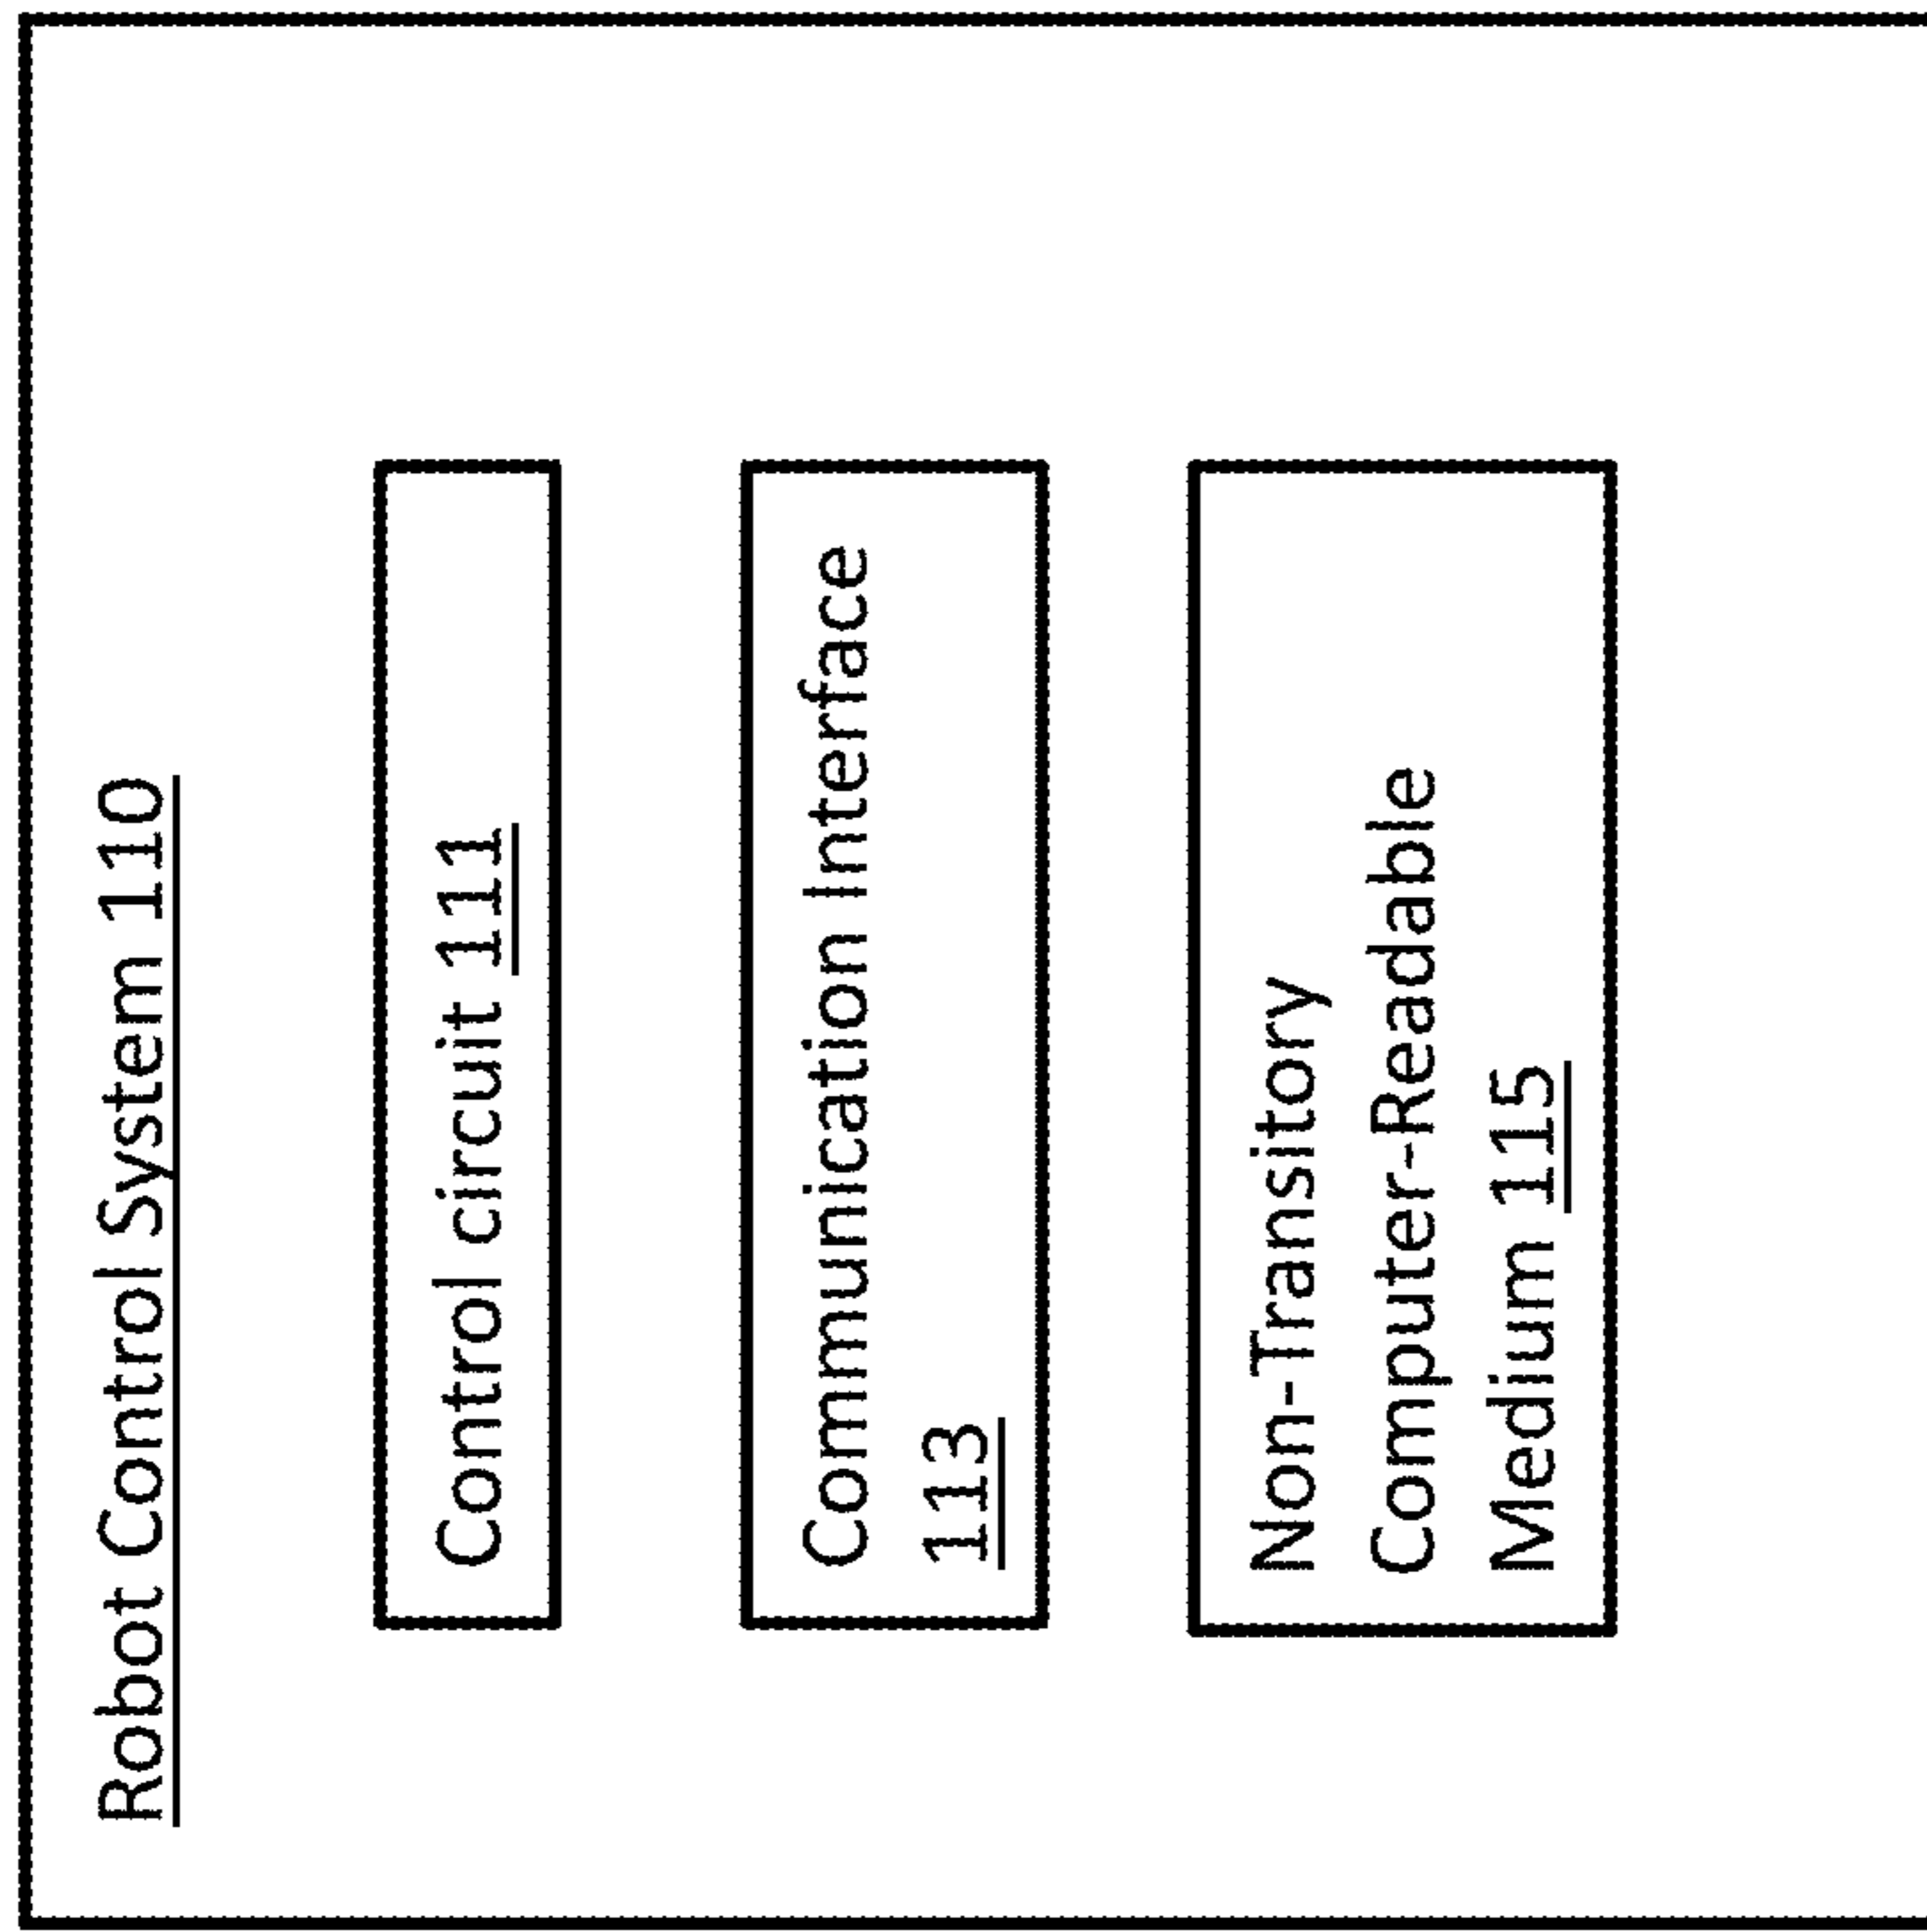 Robot Control System 110
Control circuit 111
Communication Interface
113
Non-Transitory
Computer-Readable
Medium 115